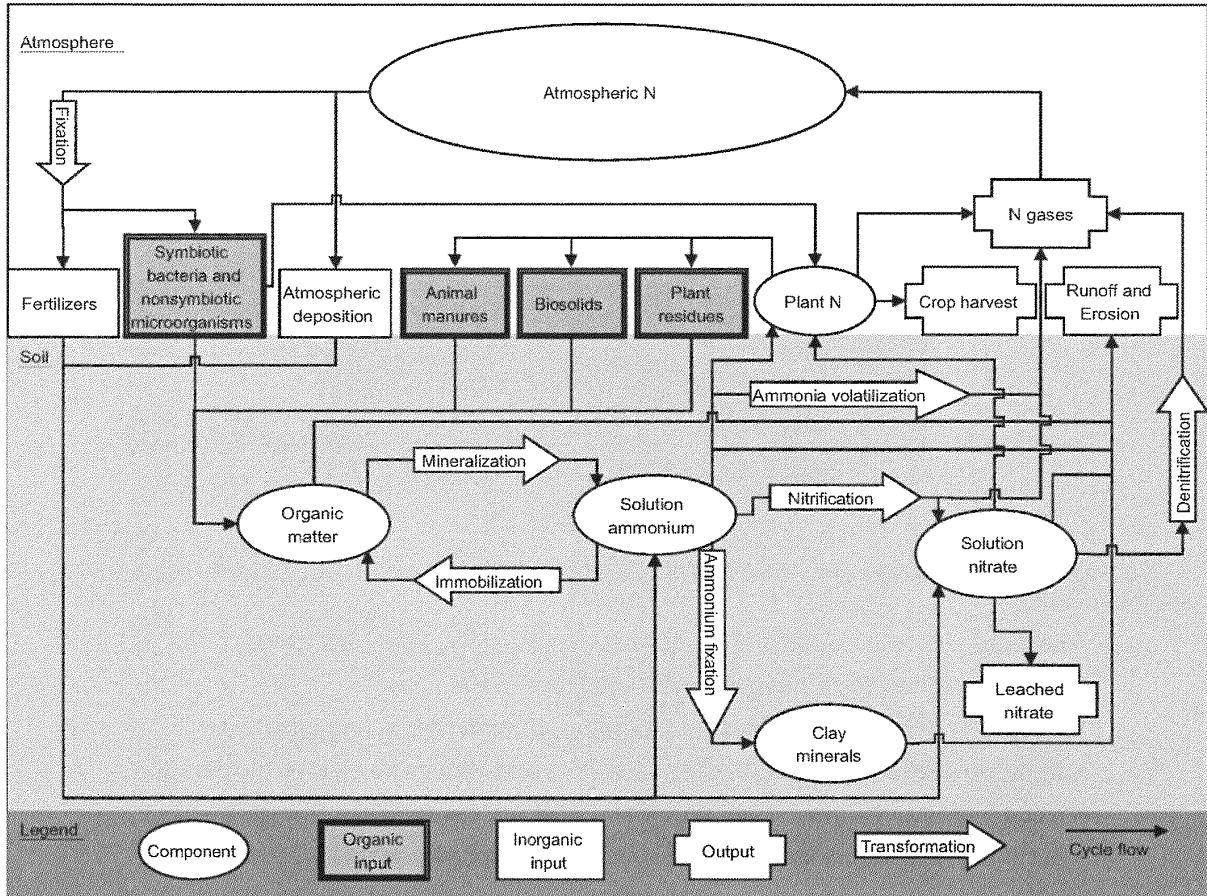 Atmosphere
Atmospheric N
Fixation
N gases
Fertilizers
Symbiotic
bacteria and
nonsymbiotic
microorganisms
Atmospheric
deposition
Animal
manures
Biosolids
Plant
residues
Plant N
Crop harvest
Runoff and
Erosion
Soil
Ammonia volatilization
Mineralization
Organic
matter
Solution
ammonium
Nitrification
Denitrification
Solution
nitrate
Immobilization
Ammonium fixation
Leached
nitrate
Clay
minerals
Legend
Component
Organic
input
Inorganic
input
Output
Transformation
Cycle flow